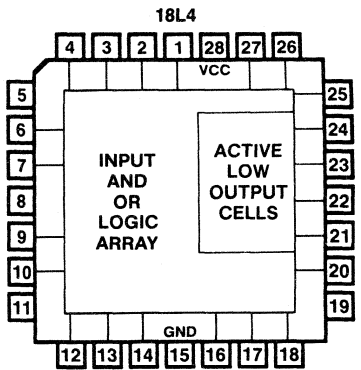 18L4
4 3 2 1 28 27 26
VCC
5 25
6 24
7 23
8 22
9 21
10 20
11 19
INPUT
AND
OR
LOGIC
ARRAY
ACTIVE
LOW
OUTPUT
CELLS
GND
12 13 14 15 16 17 18